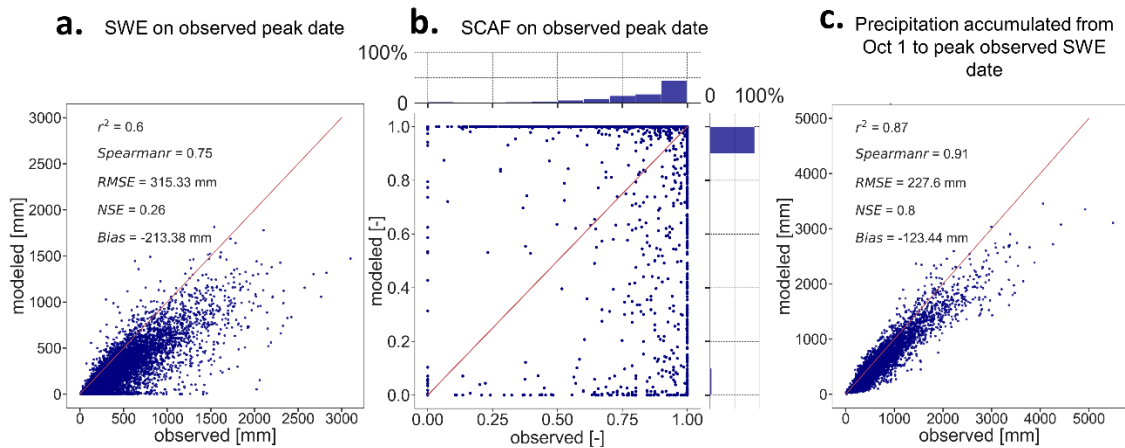 a. SWE on observed peak date
3000
2500
2000
1500
1000
500
0
modeled [mm]
r² = 0.6
Spearmanr = 0.75
RMSE = 315.33 mm
NSE = 0.26
Bias = -213.38 mm
0 500 1000 1500 2000 2500 3000
observed [mm]
b. SCAF on observed peak date
100%
0
0 100%
1.0
0.8
0.6
0.4
0.2
0.0
modeled [-]
0.00 0.25 0.50 0.75 1.00
observed [-]
c. Precipitation accumulated from
Oct 1 to peak observed SWE
date
5000
4000
3000
2000
1000
0
modeled [mm]
r² = 0.87
Spearmanr = 0.91
RMSE = 227.6 mm
NSE = 0.8
Bias = -123.44 mm
0 1000 2000 3000 4000 5000
observed [mm]